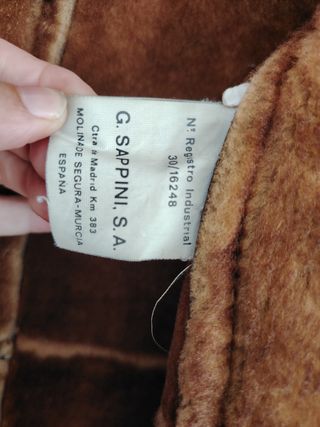 Nº Registro Industrial
30/16248
G. SAPPINI, S. A.
Ctra a Madrid Km 383
MOLINA DE SEGURA-MURCIA
ESPAÑA